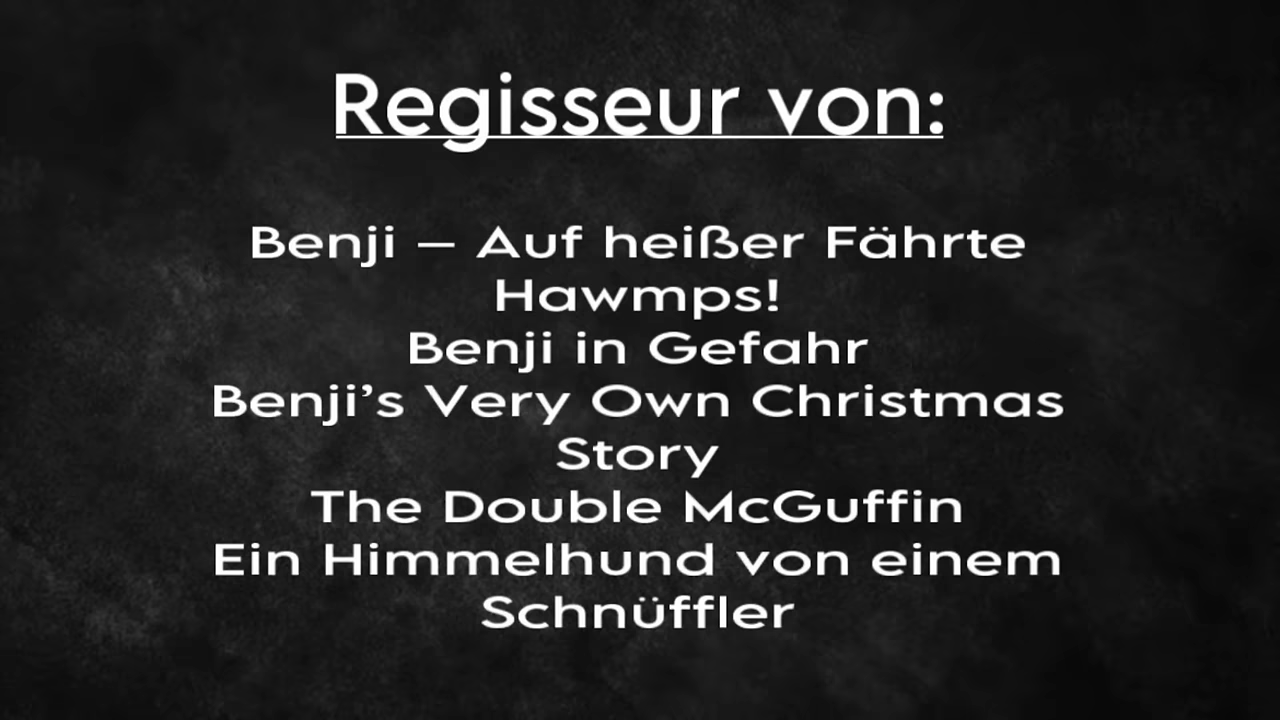 Regisseur von:
Benji – Auf heißer Fährte
Hawmps!
Benji in Gefahr
Benji’s Very Own Christmas
Story
The Double McGuffin
Ein Himmelhund von einem
Schnüffler